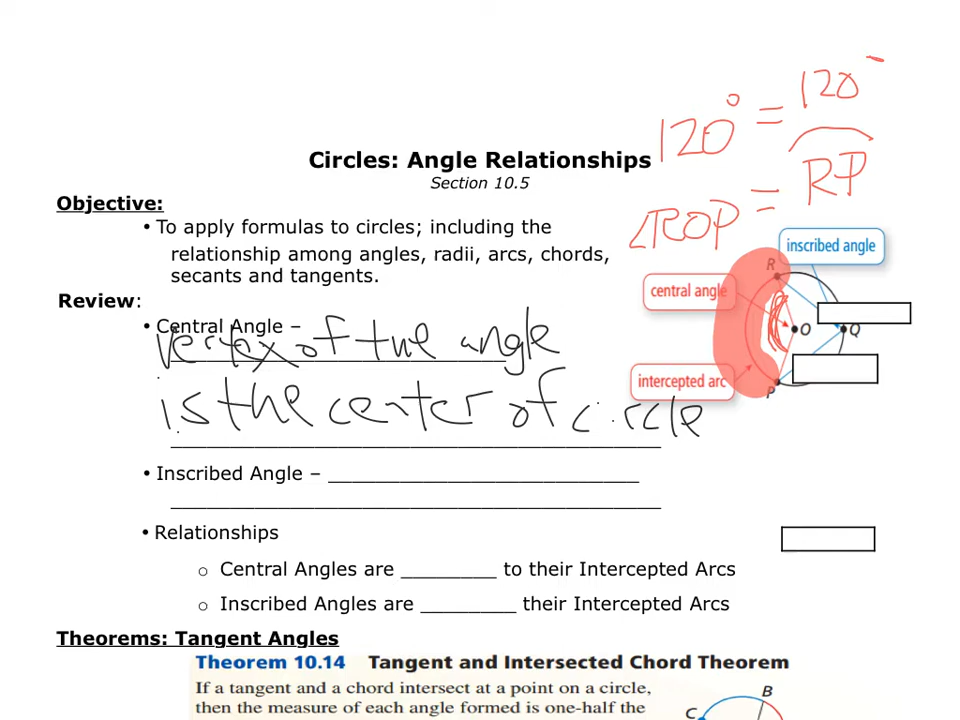 120° = 120°
∠ROP = RP
Circles: Angle Relationships
Section 10.5
Objective:
• To apply formulas to circles; including the
relationship among angles, radii, arcs, chords,
secants and tangents.
inscribed angle
central angle
R
O
Q
intercepted arc
P
Review:
• Central Angle –
vertex of the angle
is the center of circle
• Inscribed Angle – ____________________________
____________________________________________
• Relationships
o Central Angles are _________ to their Intercepted Arcs
o Inscribed Angles are _________ their Intercepted Arcs
Theorems: Tangent Angles
Theorem 10.14 Tangent and Intersected Chord Theorem
If a tangent and a chord intersect at a point on a circle,
then the measure of each angle formed is one-half the
B
C